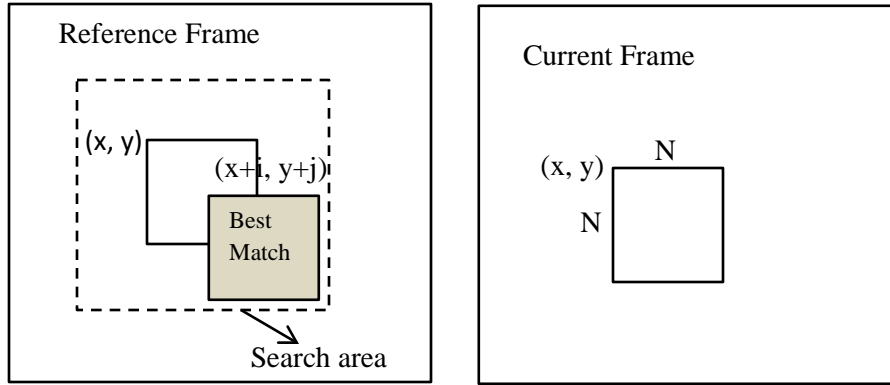 Reference Frame
(x, y)
(x+i, y+j)
Best
Match
Search area
Current Frame
N
(x, y)
N